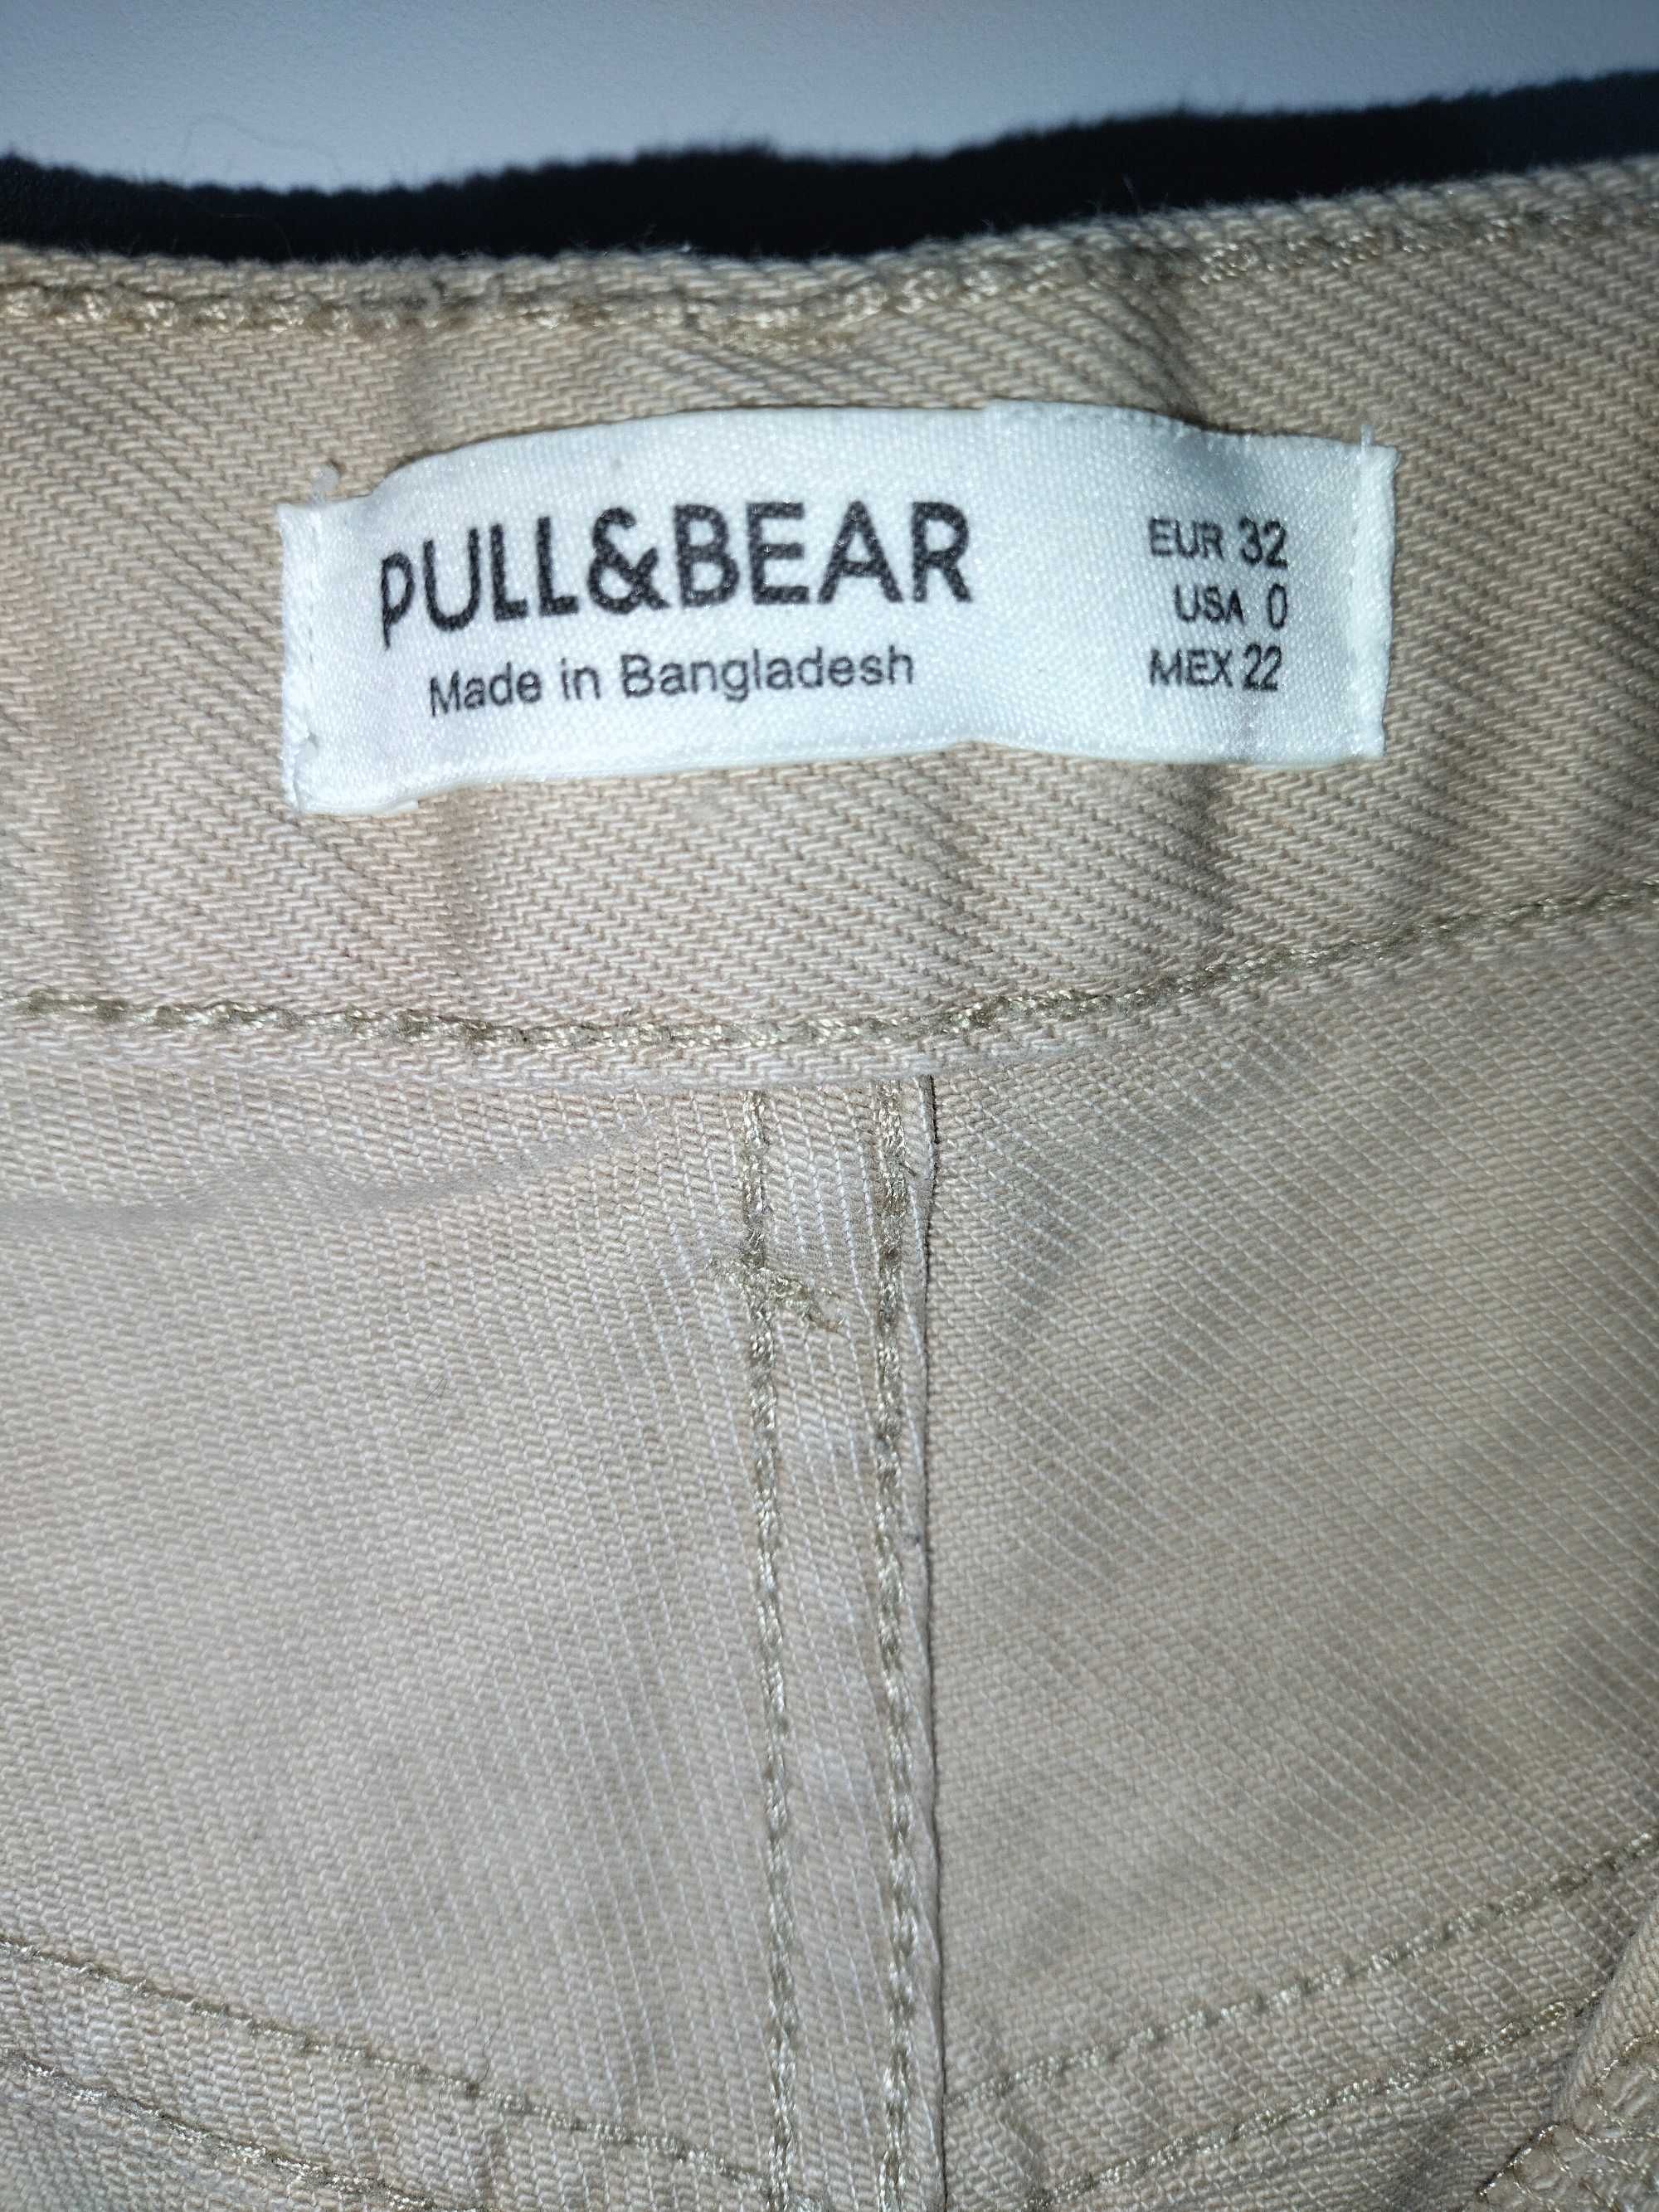 PULL&BEAR
Made in Bangladesh
EUR 32
USA 0
MEX 22